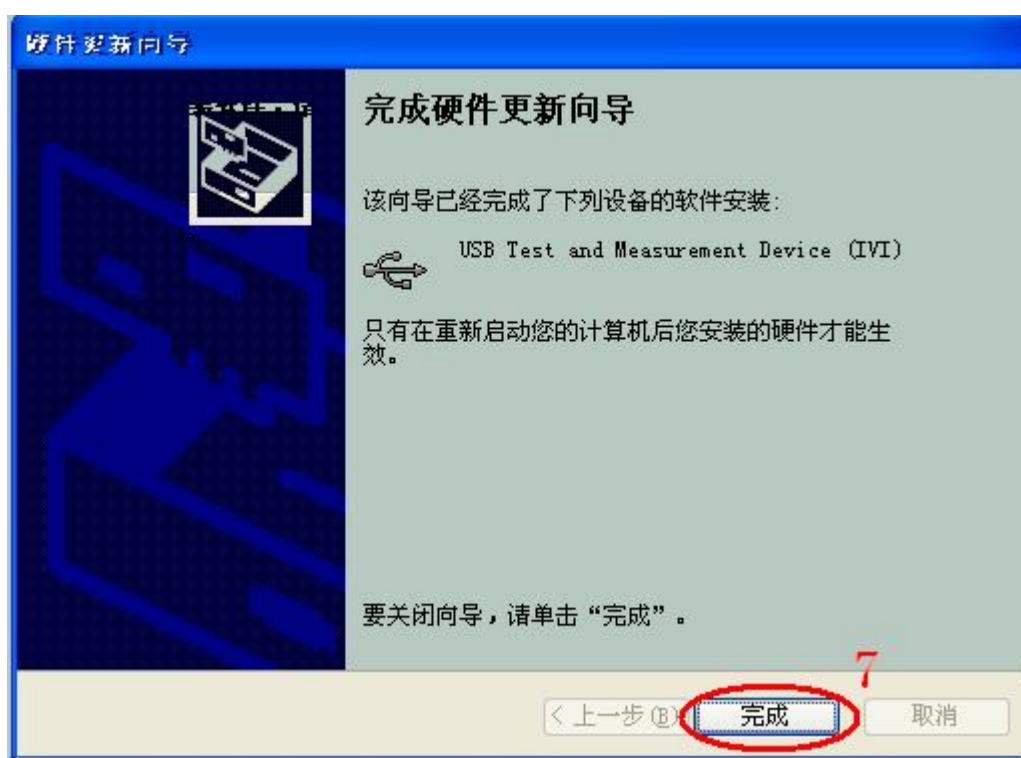 硬件更新向导
完成硬件更新向导
该向导已经完成了下列设备的软件安装:
USB Test and Measurement Device (IVI)
只有在重新启动您的计算机后您安装的硬件才能生
效。
要关闭向导，请单击“完成”。
7
< 上一步(B) 完成 取消